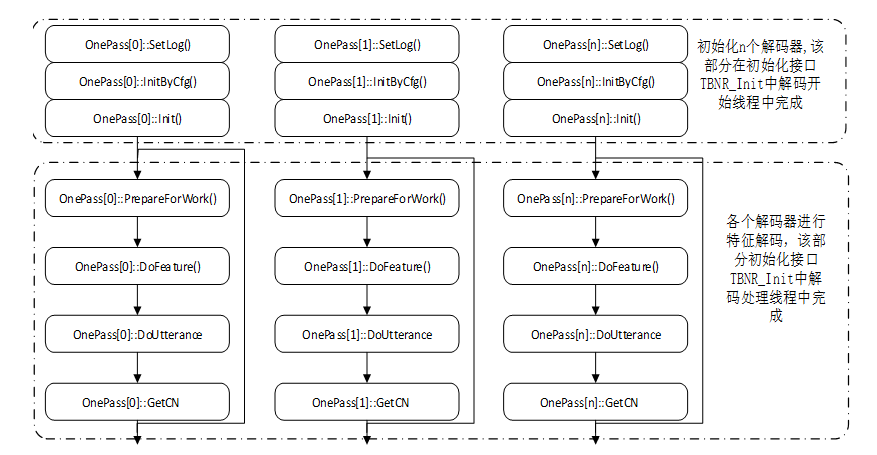 OnePass[0]::SetLog()
OnePass[1]::SetLog()
OnePass[n]::SetLog()
OnePass[0]::InitByCfg()
OnePass[1]::InitByCfg()
OnePass[n]::InitByCfg()
OnePass[0]::Init()
OnePass[1]::Init()
OnePass[n]::Init()
初始化n个解码器,该
部分在初始化接口
TBNR_Init中解码开
始线程中完成
OnePass[0]::PrepareForWork()
OnePass[1]::PrepareForWork()
OnePass[n]::PrepareForWork()
OnePass[0]::DoFeature()
OnePass[1]::DoFeature()
OnePass[n]::DoFeature()
OnePass[0]::DoUtterance
OnePass[1]::DoUtterance
OnePass[n]::DoUtterance
OnePass[0]::GetCN
OnePass[1]::GetCN
OnePass[n]::GetCN
各个解码器进行
特征解码，该部
分初始化接口
TBNR_Init中解
码处理线程中完
成